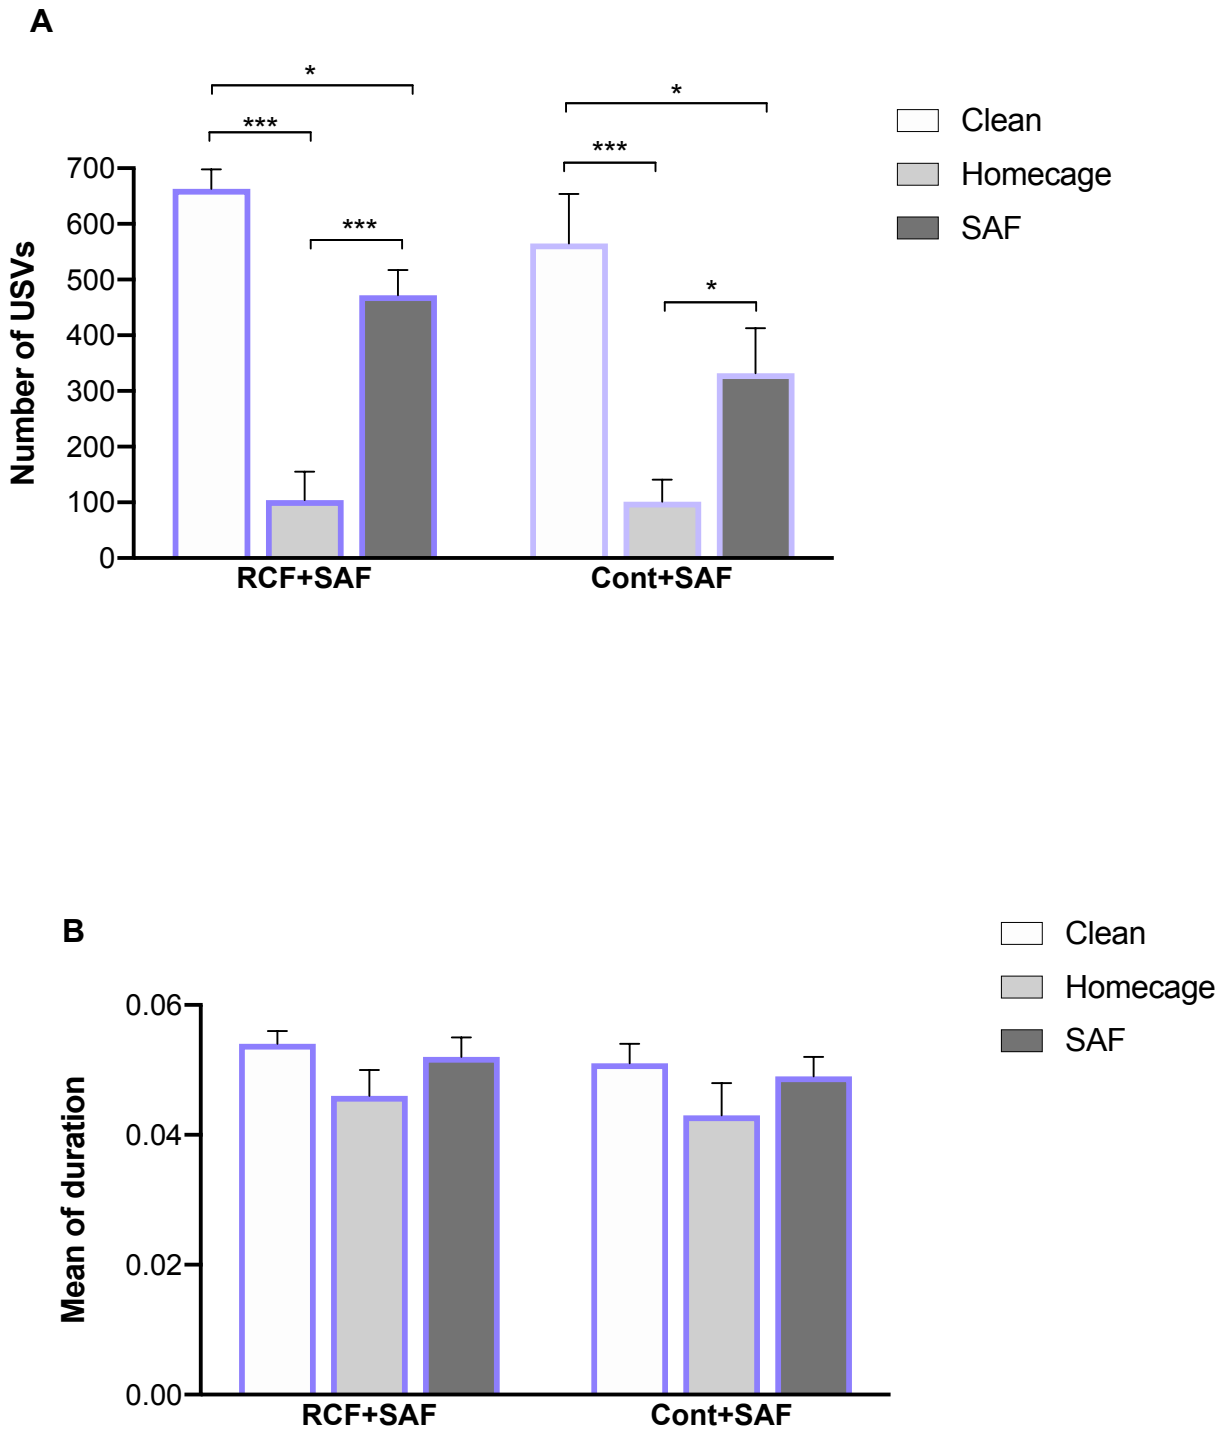 A
*
*
***
***
***
*
700
600
500
400
300
200
100
0
Number of USVs
RCF+SAF
Cont+SAF
Clean
Homecage
SAF
B
0.06
0.04
0.02
0.00
Mean of duration
RCF+SAF
Cont+SAF
Clean
Homecage
SAF